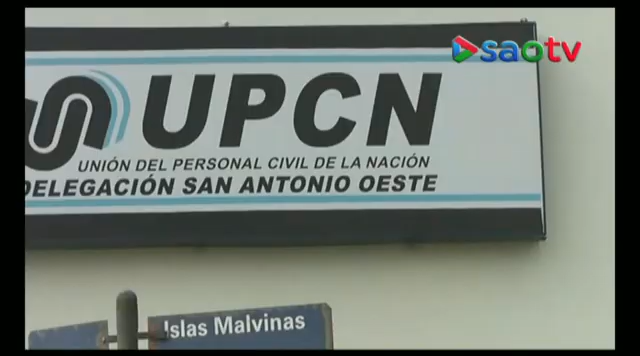 saotv
UPCN
UNIÓN DEL PERSONAL CIVIL DE LA NACIÓN
DELEGACIÓN SAN ANTONIO OESTE
Islas Malvinas